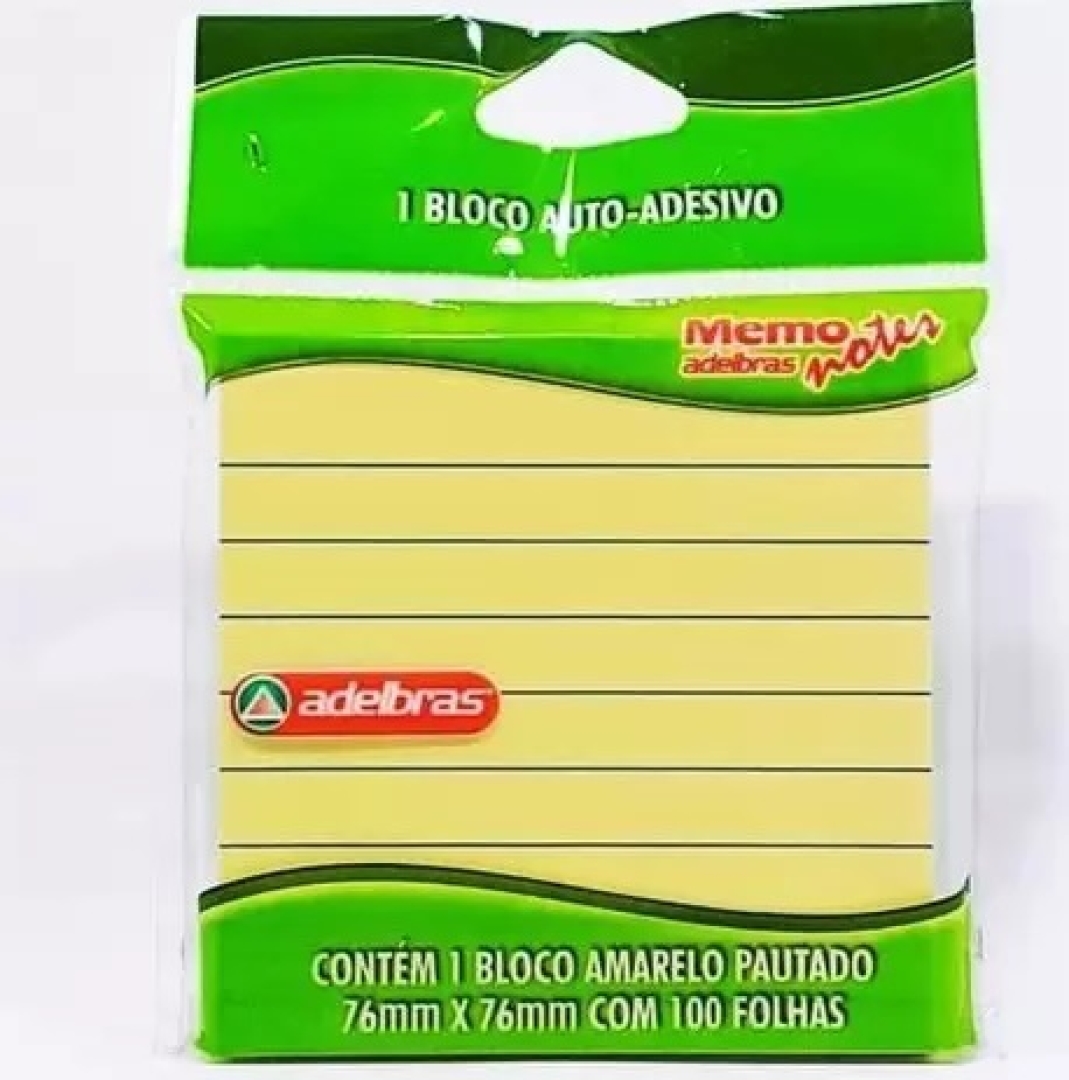 1 BLOCO AUTO-ADESIVO
Memo notes
adelbras
adelbras
CONTÉM 1 BLOCO AMARELO PAUTADO
76mm X 76mm COM 100 FOLHAS